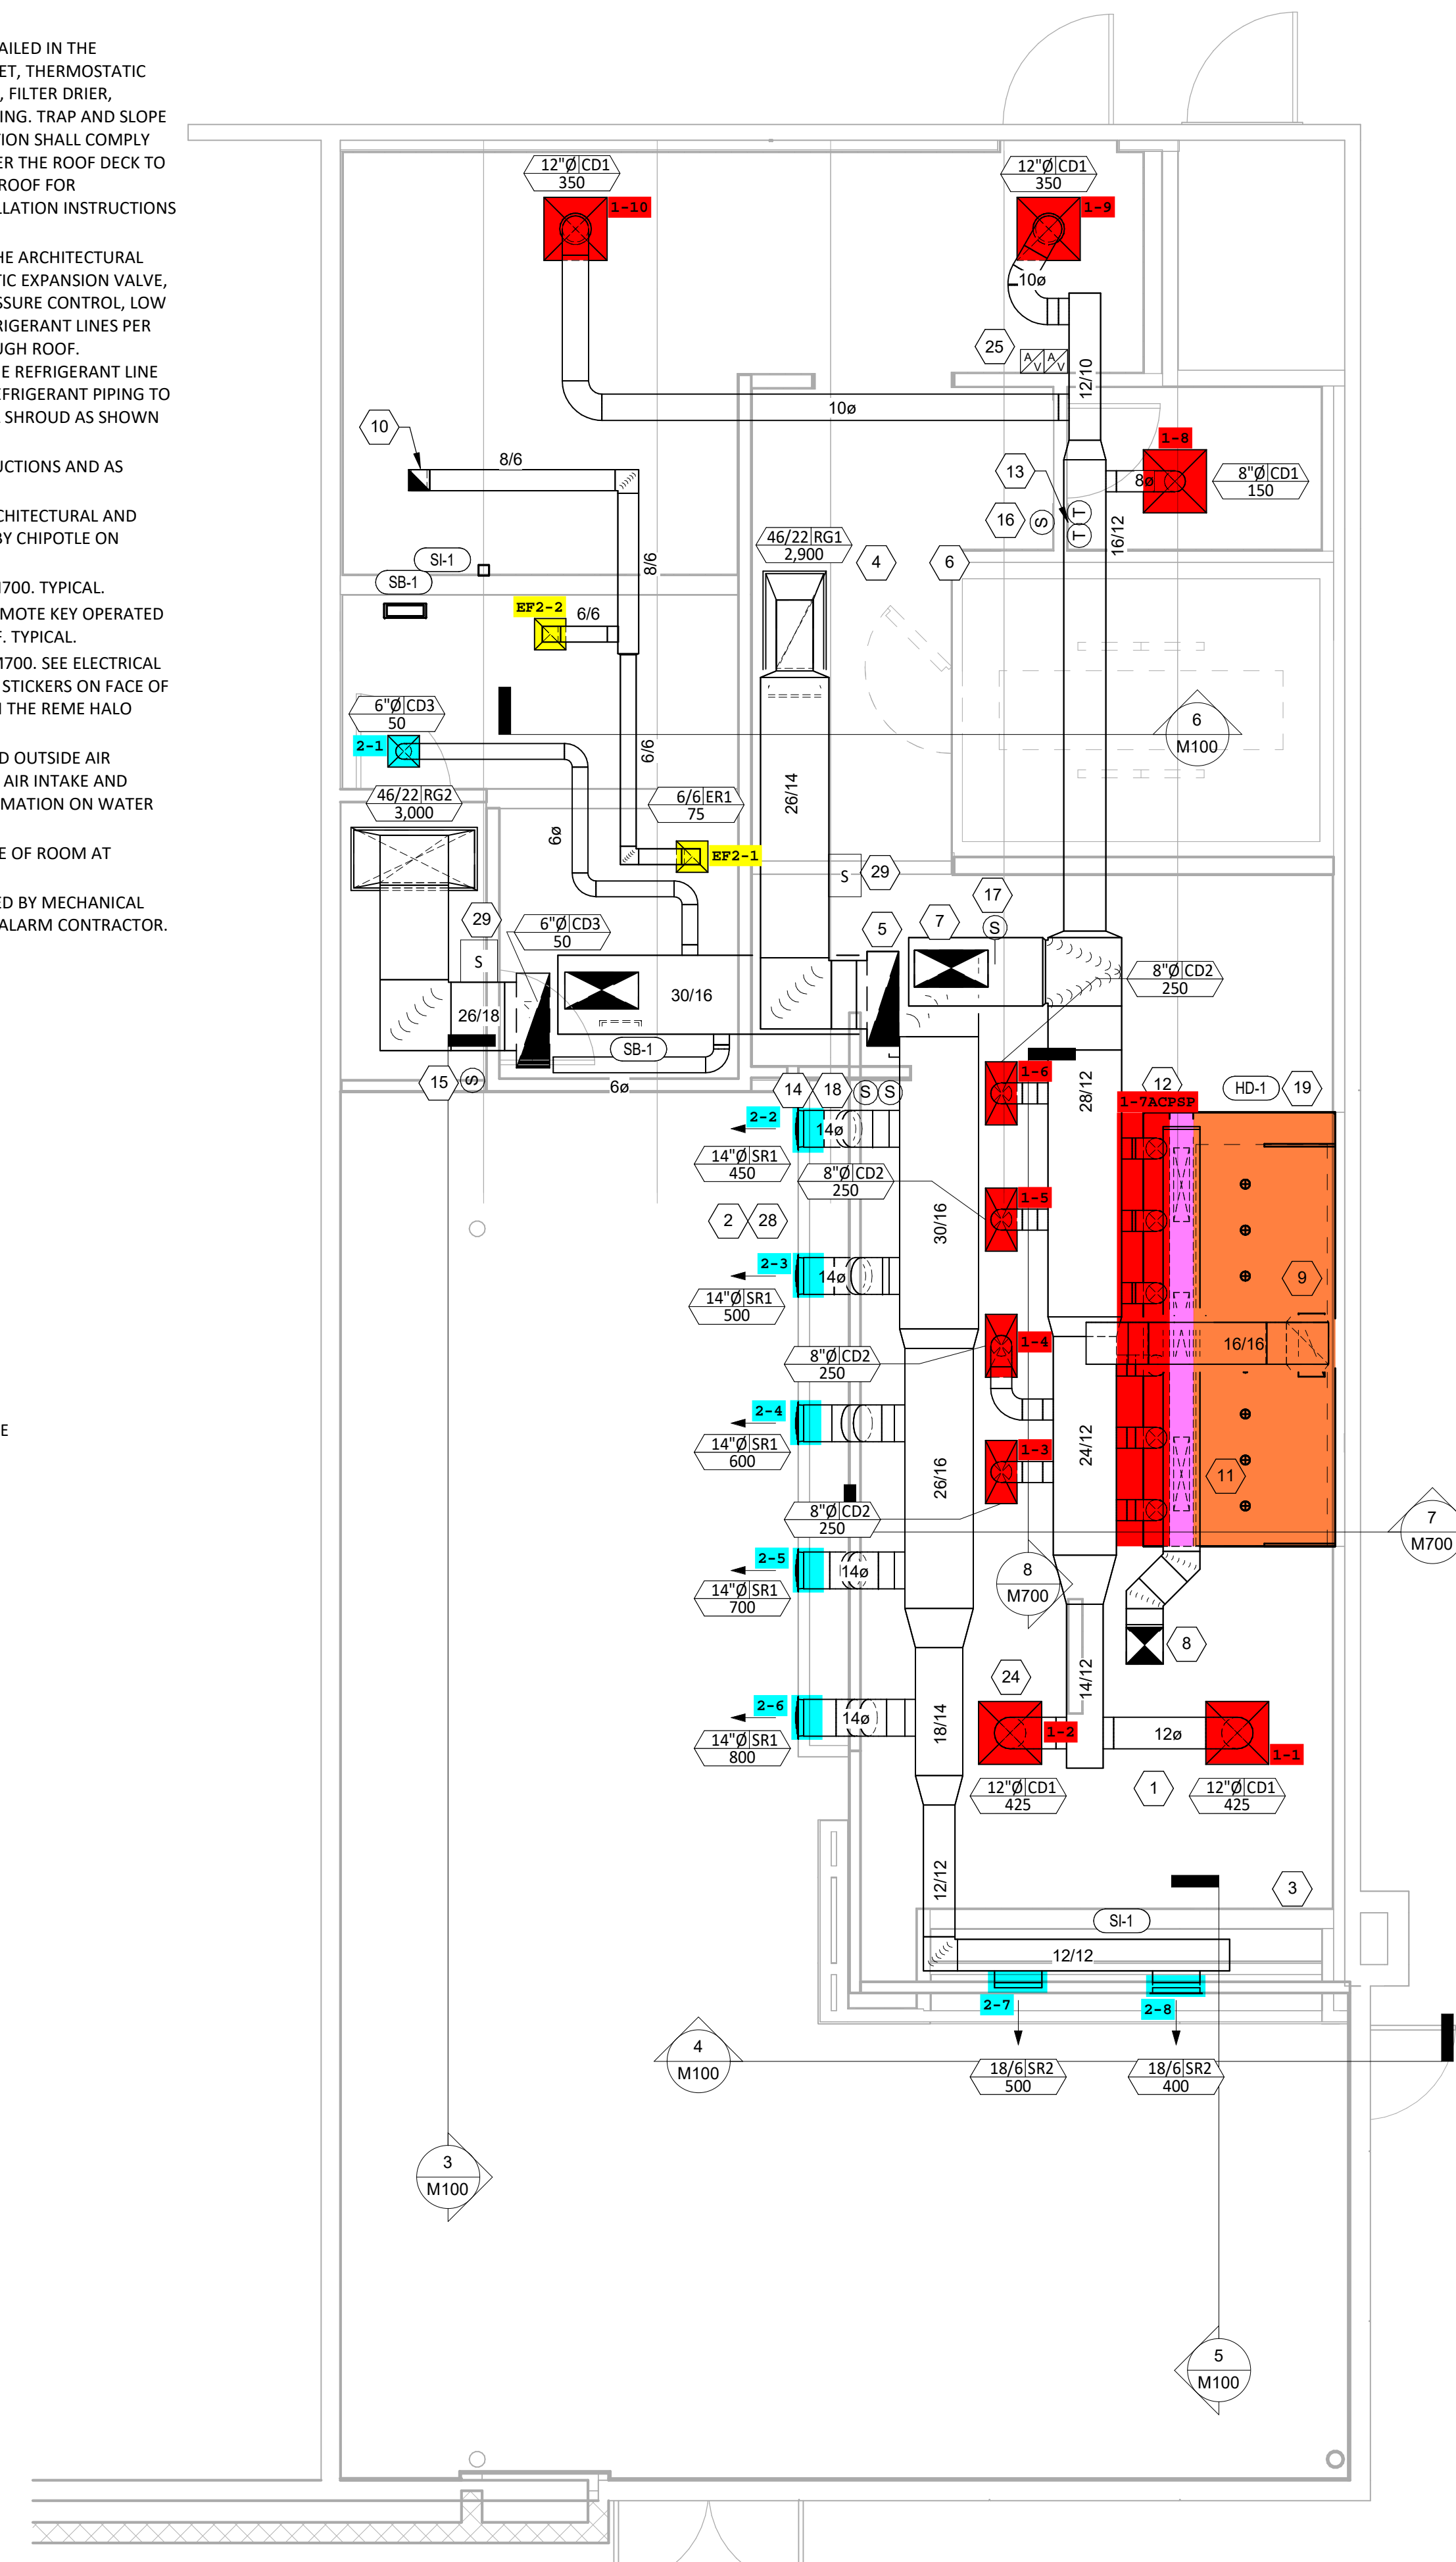 AILED IN THE
ET, THERMOSTATIC
, FILTER DRIER,
ING. TRAP AND SLOPE
TION SHALL COMPLY
ER THE ROOF DECK TO
ROOF FOR
LLATION INSTRUCTIONS
HE ARCHITECTURAL
TIC EXPANSION VALVE,
SSURE CONTROL, LOW
RIGERANT LINES PER
UGH ROOF.
E REFRIGERANT LINE
EFRIGERANT PIPING TO
SHROUD AS SHOWN
UCTIONS AND AS
CHITECTURAL AND
BY CHIPOTLE ON
M700. TYPICAL.
MOTE KEY OPERATED
F. TYPICAL.
M700. SEE ELECTRICAL
STICKERS ON FACE OF
N THE REME HALO
D OUTSIDE AIR
AIR INTAKE AND
RMATION ON WATER
E OF ROOM AT
ED BY MECHANICAL
ALARM CONTRACTOR.
E
12"Ø CD1
350
1-10
12"Ø CD1
350
1-9
10ø
25
A V A V
12/10
10ø
10
8/6
1-8
8ø
8"Ø CD1
150
13
16
S
T
T
16/12
46/22 RG1
2,900
4
6
SI-1
SB-1
8/6
EF2-2
6/6
6
M100
6"Ø CD3
50
2-1
6/6
26/14
46/22 RG2
3,000
6/6 ER1
75
6ø
EF2-1
S
29
17
S
29
S
6"Ø CD3
50
5
7
8"Ø CD2
250
26/18
30/16
SB-1
15
S
6ø
14
18
S
S
1-6
28/12
12
HD-1
19
1-7ACPSP
2-2
14ø
14"Ø SR1
450
8"Ø CD2
250
1-5
2
28
30/16
2-3
14ø
14"Ø SR1
500
9
1-4
16/16
8"Ø CD2
250
2-4
14"Ø SR1
600
1-3
24/12
26/16
11
8"Ø CD2
250
7
M700
2-5
14ø
14"Ø SR1
700
8
M700
8
24
14/12
2-6
14ø
14"Ø SR1
800
18/14
1-2
12ø
1-1
12"Ø CD1
425
1
12"Ø CD1
425
12/12
3
SI-1
12/12
2-7
2-8
4
M100
18/6 SR2
500
18/6 SR2
400
3
M100
5
M100